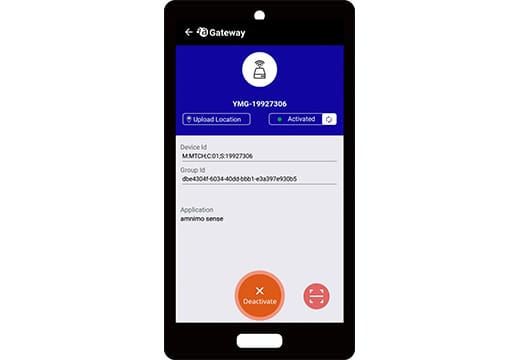 a Gateway
YMG-19927306
Upload Location
Activated
Device Id
M:MTCH;C:01;S:19927306
Group Id
dbe4304f-6034-40dd-bbb1-e3a397e930b5
Application
amnimo sense
Deactivate